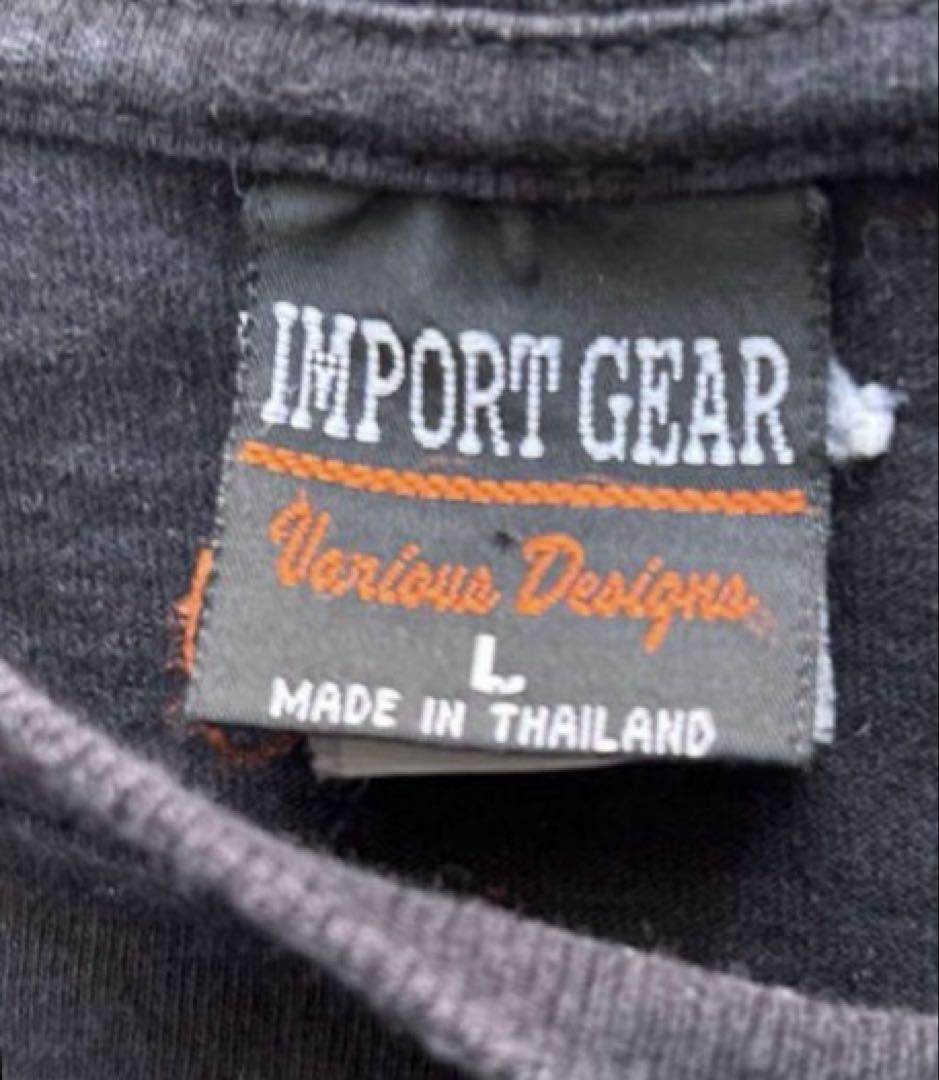 IMPORT GEAR
Various Designs
L
MADE IN THAILAND